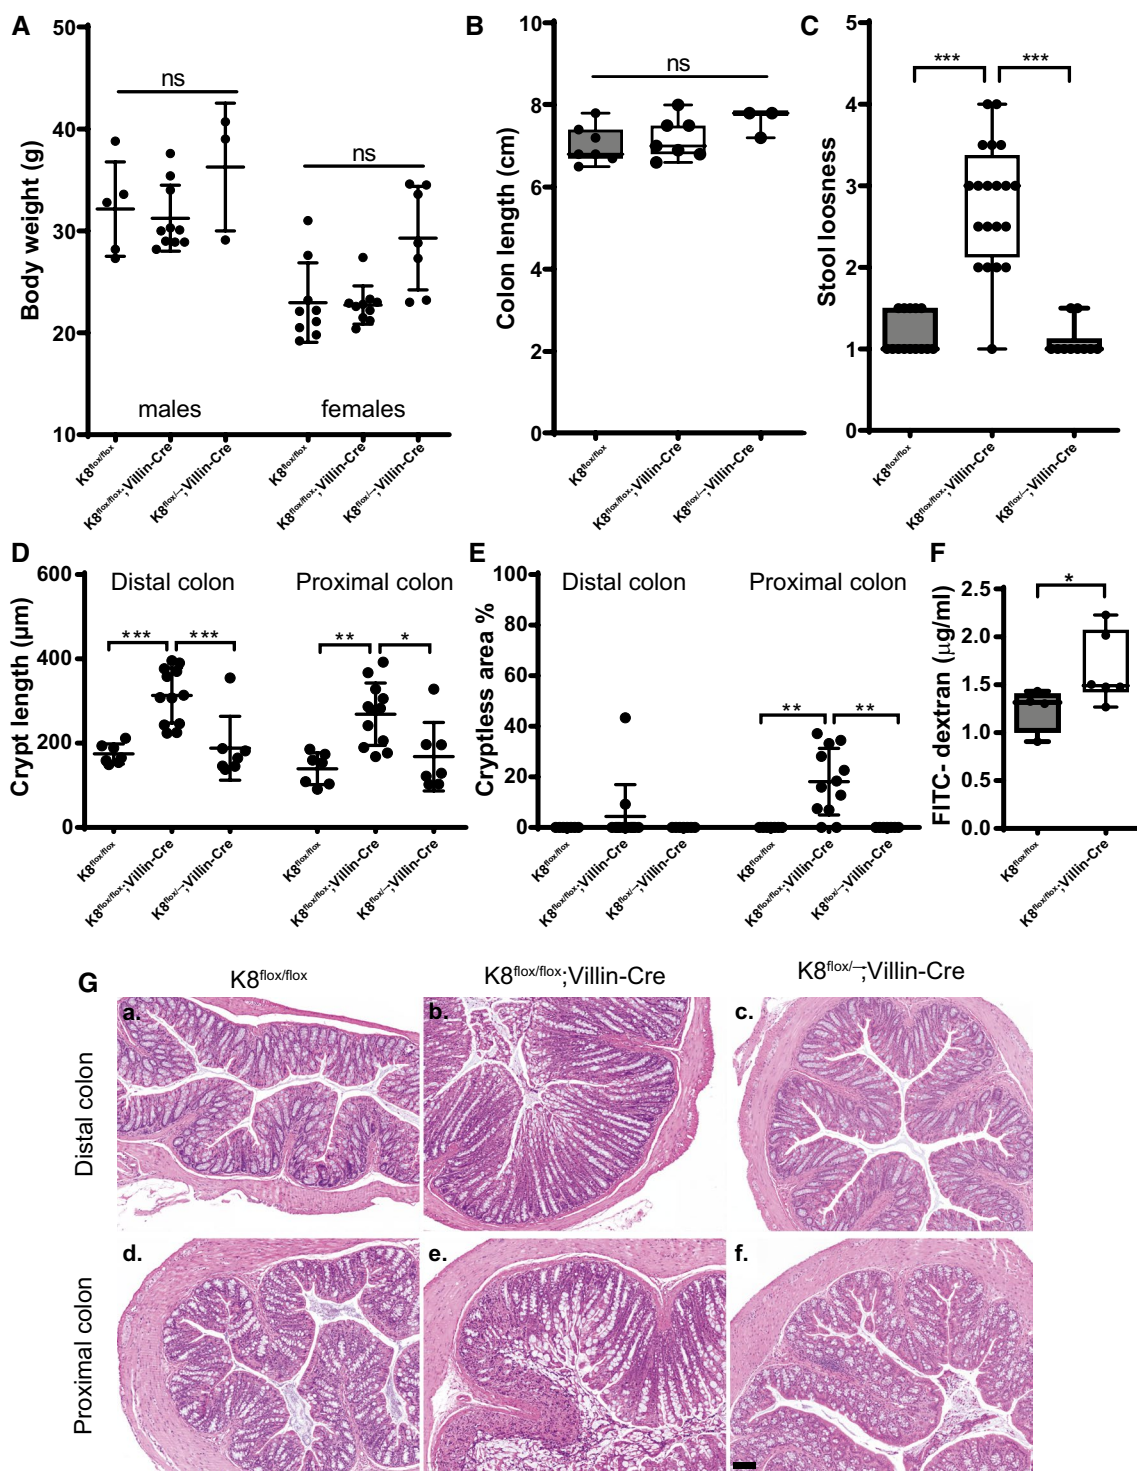 A
Body weight (g)
50
40
30
20
10
ns
ns
males
females
K8flox/flox
K8flox/flox;Villin-Cre
K8flox/–;Villin-Cre
K8flox/flox
K8flox/flox;Villin-Cre
K8flox/–;Villin-Cre
B
Colon length (cm)
10
8
6
4
2
0
ns
K8flox/flox
K8flox/flox;Villin-Cre
K8flox/–;Villin-Cre
C
Stool loosness
5
4
3
2
1
0
*** ***
K8flox/flox
K8flox/flox;Villin-Cre
K8flox/–;Villin-Cre
D
Crypt length (µm)
600
400
200
0
Distal colon Proximal colon
*** *** ** *
K8flox/flox
K8flox/flox;Villin-Cre
K8flox/–;Villin-Cre
K8flox/flox
K8flox/flox;Villin-Cre
K8flox/–;Villin-Cre
E
Cryptless area %
100
80
60
40
20
0
Distal colon Proximal colon
** **
K8flox/flox
K8flox/flox;Villin-Cre
K8flox/–;Villin-Cre
K8flox/flox
K8flox/flox;Villin-Cre
K8flox/–;Villin-Cre
F
FITC- dextran (µg/ml)
2.5
2.0
1.5
1.0
0.5
0.0
*
K8flox/flox
K8flox/flox;Villin-Cre
G
K8flox/flox K8flox/flox;Villin-Cre K8flox/–;Villin-Cre
Distal colon
a. b. c.
Proximal colon
d. e. f.